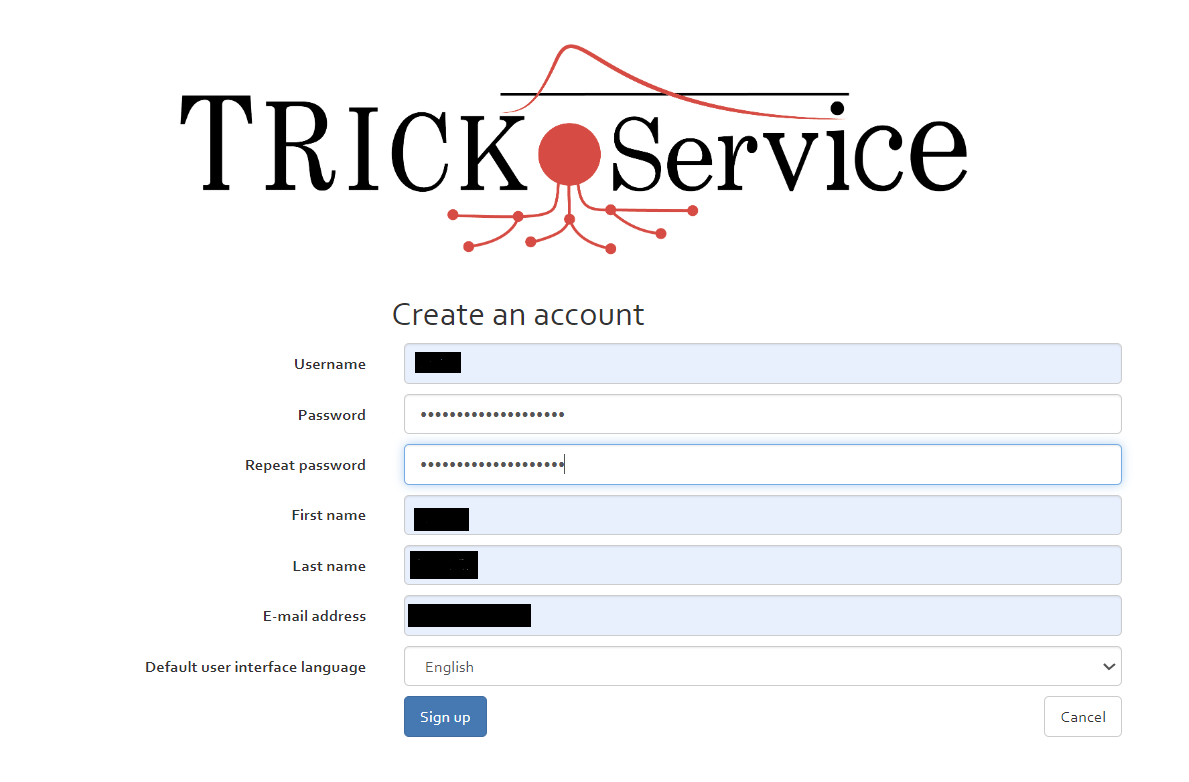 TRICK Service
Create an account
Username
Password ••••••••••••••••••••
Repeat password ••••••••••••••••••••
First name
Last name
E-mail address
Default user interface language English
Sign up Cancel